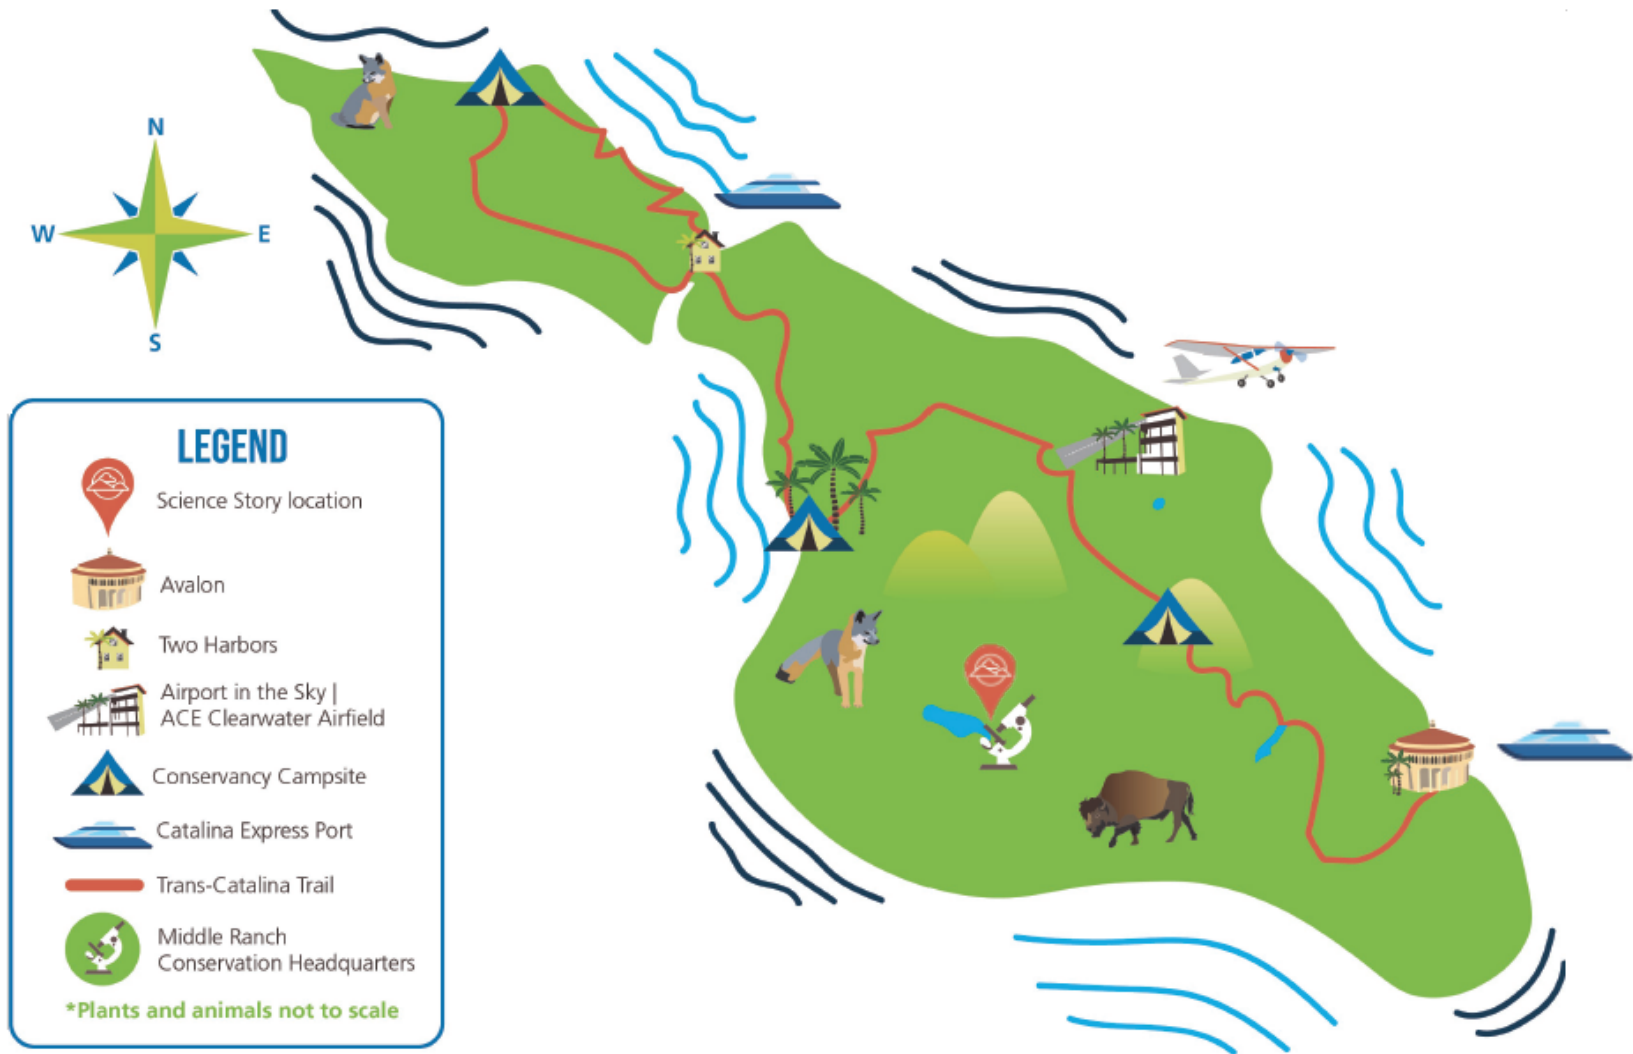 N
W
E
S
LEGEND
Science Story location
Avalon
Two Harbors
Airport in the Sky |
ACE Clearwater Airfield
Conservancy Campsite
Catalina Express Port
Trans-Catalina Trail
Middle Ranch
Conservation Headquarters
*Plants and animals not to scale